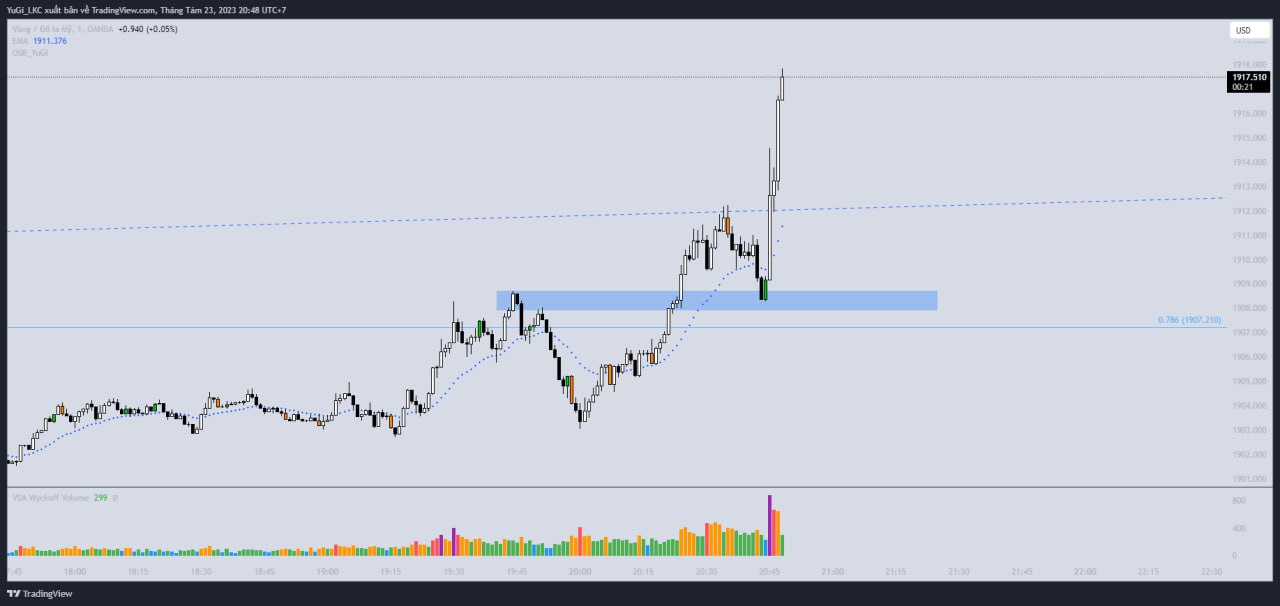 YuGi_LKC xuất bản về TradingView.com, Tháng Tám 23, 2023 20:48 UTC+7
Vàng / Đô la Mỹ, 1, OANDA +0.940 (+0.05%)
EMA 1911.376
OSB_YuGi
USD
1918.000
1917.510
00:21
1916.000
1915.000
1914.000
1913.000
1912.000
1911.000
1910.000
1909.000
1908.000
0.786 (1907.210)
1907.000
1906.000
1905.000
1904.000
1903.000
1902.000
1901.000
VSA Wyckoff Volume 299 0
800
400
0
7:45 18:00 18:15 18:30 18:45 19:00 19:15 19:30 19:45 20:00 20:15 20:30 20:45 21:00 21:15 21:30 21:45 22:00 22:15 22:30
TradingView